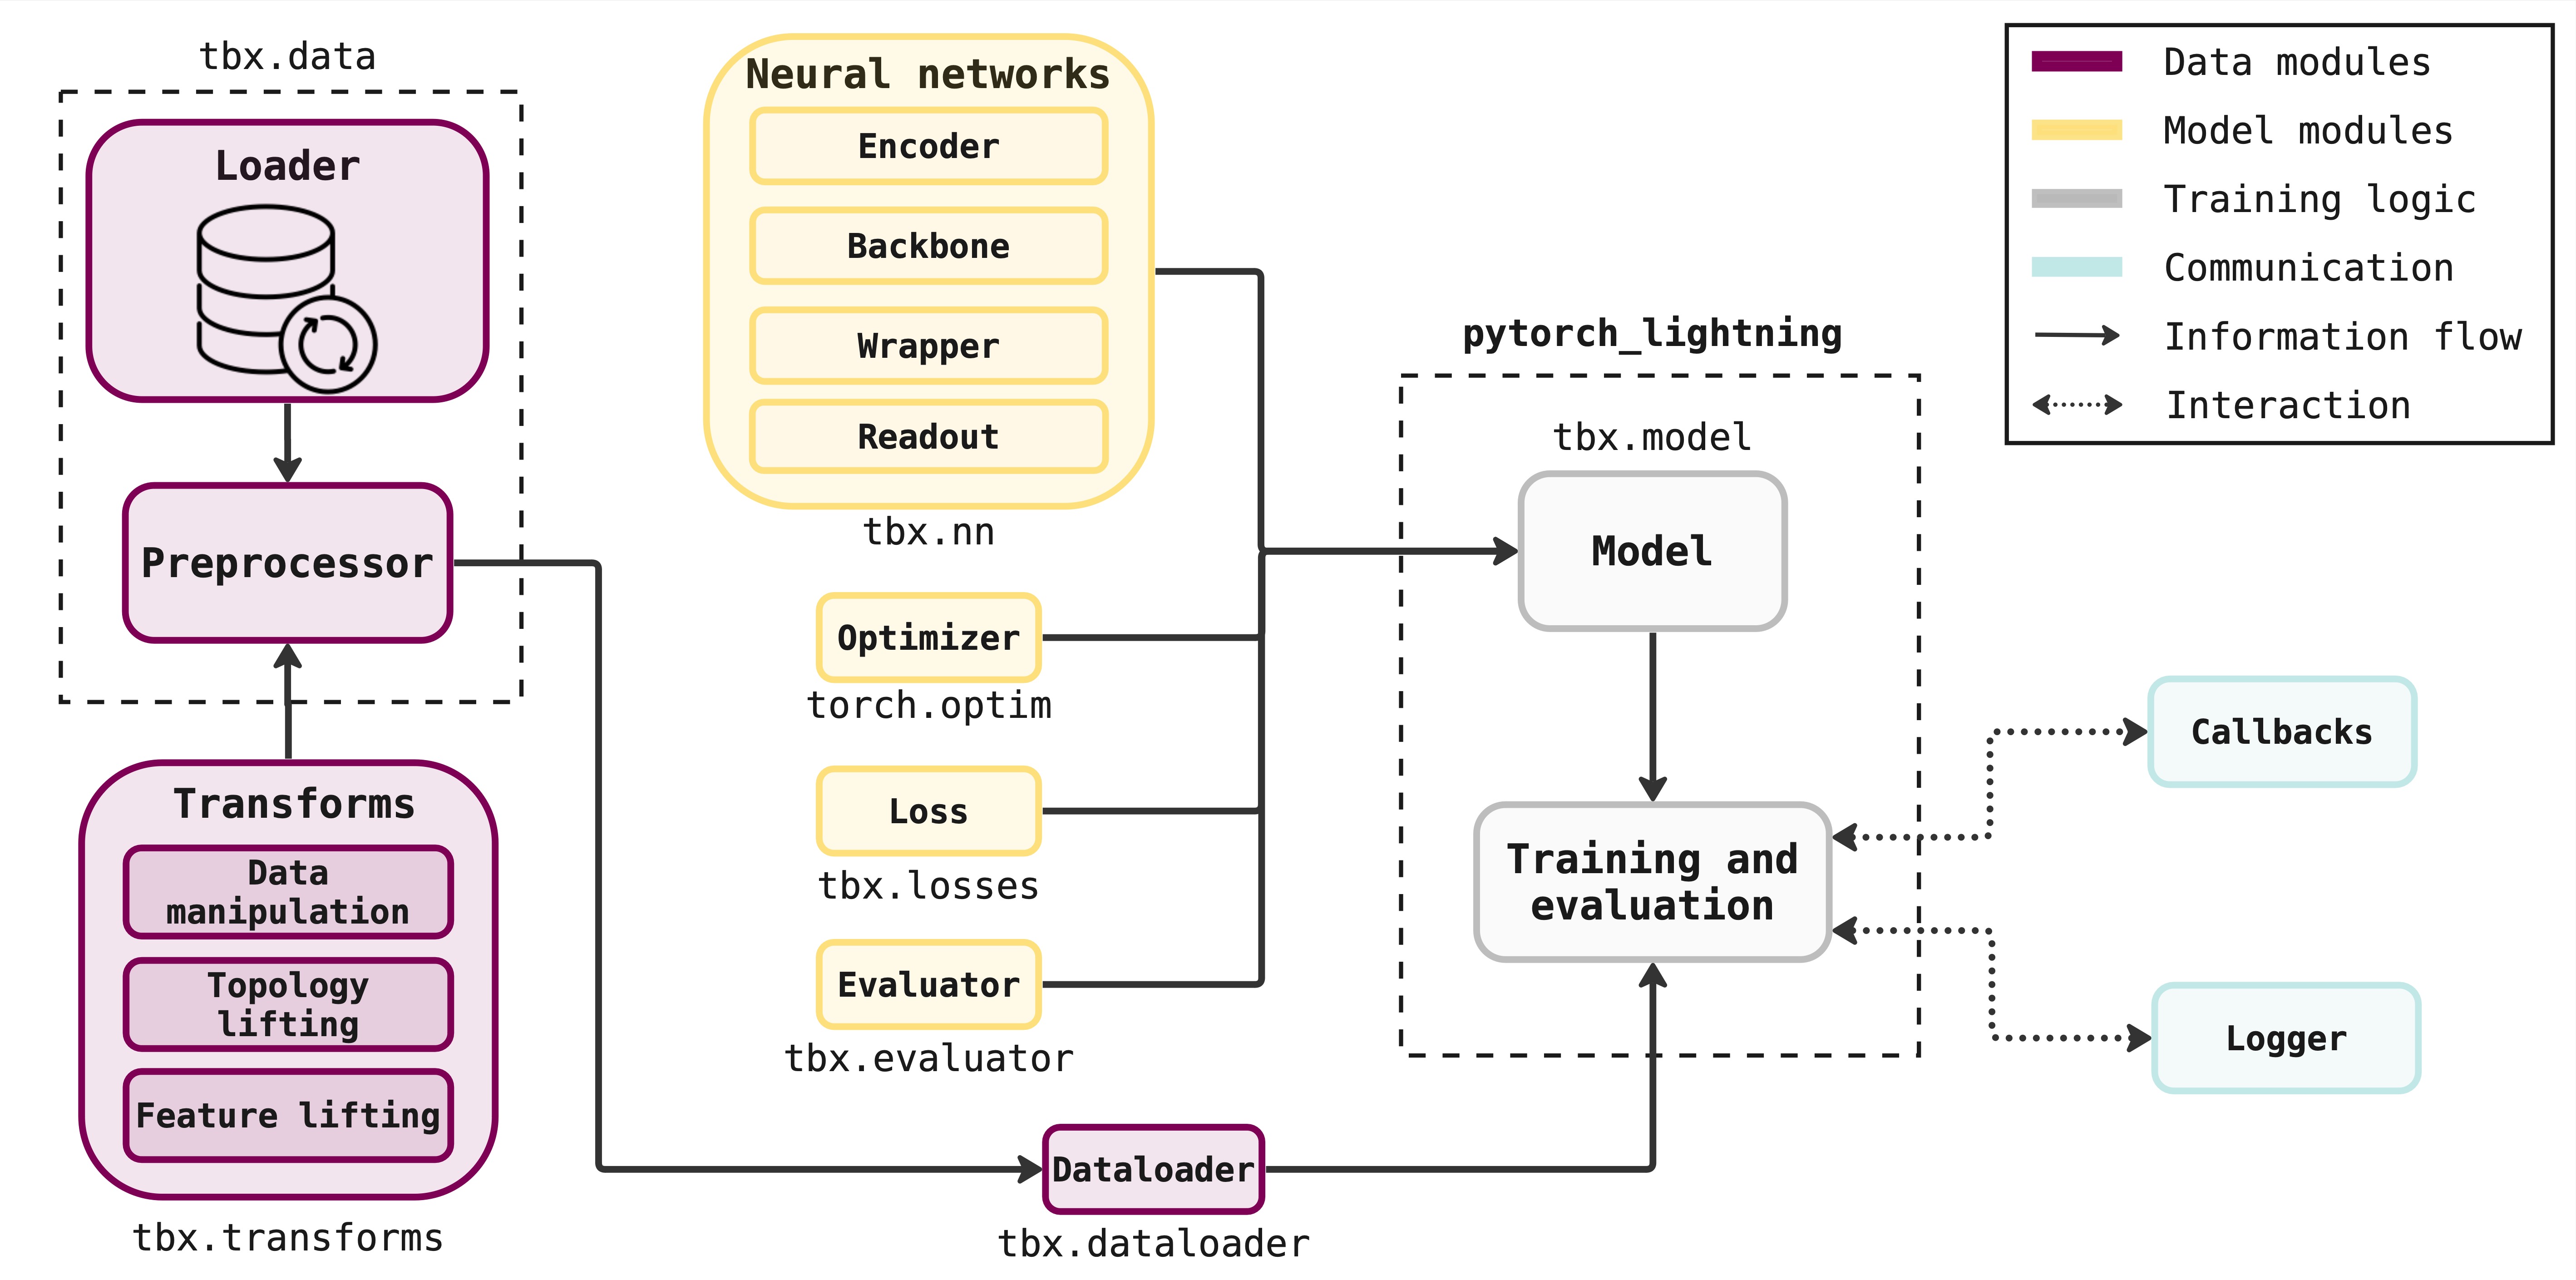 tbx.data
Loader
Preprocessor
Transforms
Data
manipulation
Topology
lifting
Feature lifting
tbx.transforms
Neural networks
Encoder
Backbone
Wrapper
Readout
tbx.nn
Optimizer
torch.optim
Loss
tbx.losses
Evaluator
tbx.evaluator
Dataloader
tbx.dataloader
pytorch_lightning
tbx.model
Model
Training and
evaluation
Callbacks
Logger
Data modules
Model modules
Training logic
Communication
Information flow
Interaction